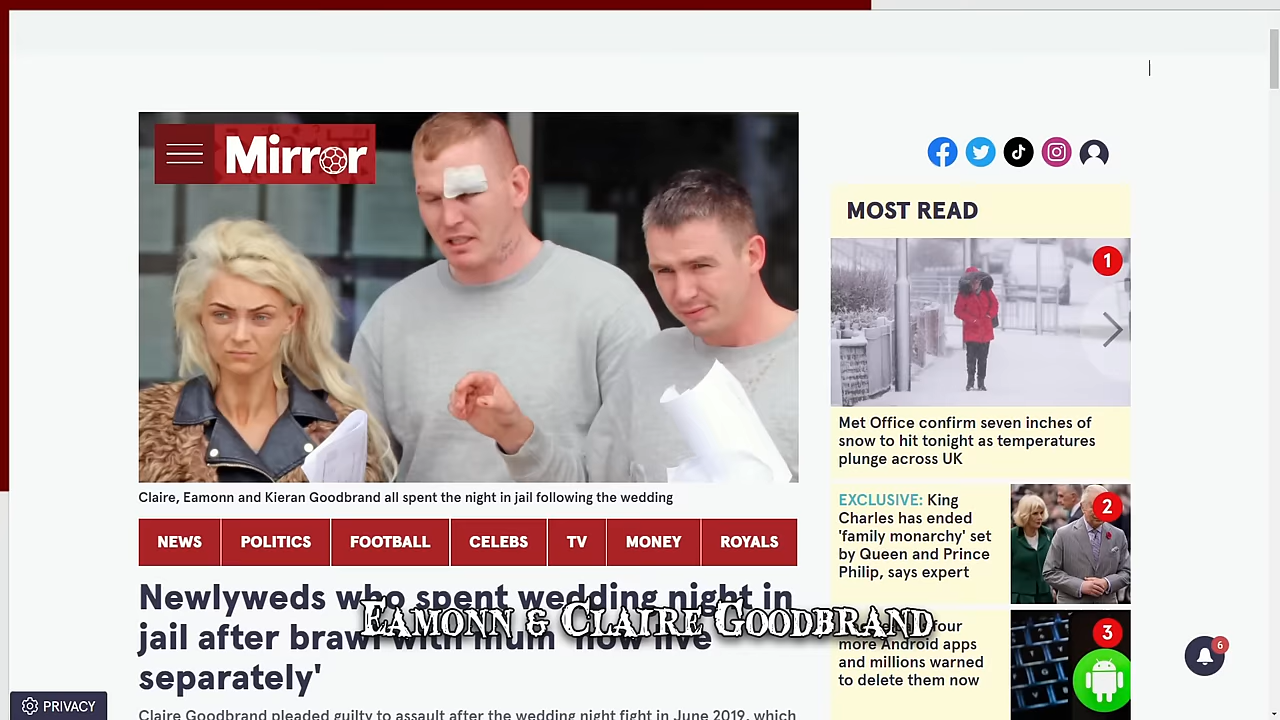 Mirror
Claire, Eamonn and Kieran Goodbrand all spent the night in jail following the wedding
NEWS
POLITICS
FOOTBALL
CELEBS
TV
MONEY
ROYALS
Newlyweds who spent wedding night in
jail after brawl with mum 'now live
separately'
Eamonn & Claire Goodbrand
Claire Goodbrand pleaded guilty to assault after the wedding night fight in June 2019, which
MOST READ
1
Met Office confirm seven inches of
snow to hit tonight as temperatures
plunge across UK
EXCLUSIVE: King
Charles has ended
'family monarchy' set
by Queen and Prince
Philip, says expert
2
four
more Android apps
and millions warned
to delete them now
3
6
PRIVACY